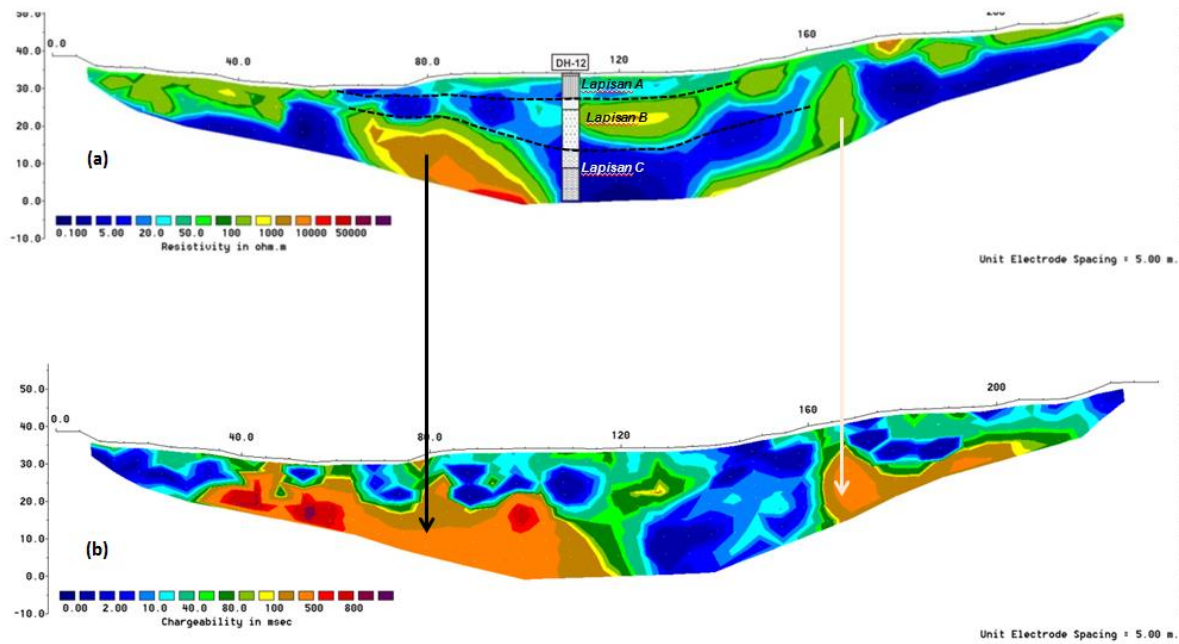 50.0
40.0
30.0
20.0
10.0
0.0
-10.0
0.0
40.0
80.0
DH-12
120
160
200
Lapisan A
Lapisan B
Lapisan C
(a)
0.100 5.00 20.0 50.0 100 1000 10000 50000
Resistivity in ohm.m
Unit Electrode Spacing = 5.00 m.
50.0
40.0
30.0
20.0
10.0
0.0
-10.0
0.0
40.0
80.0
120
160
200
(b)
0.00 2.00 10.0 40.0 80.0 100 500 800
Chargeability in msec
Unit Electrode Spacing = 5.00 m.